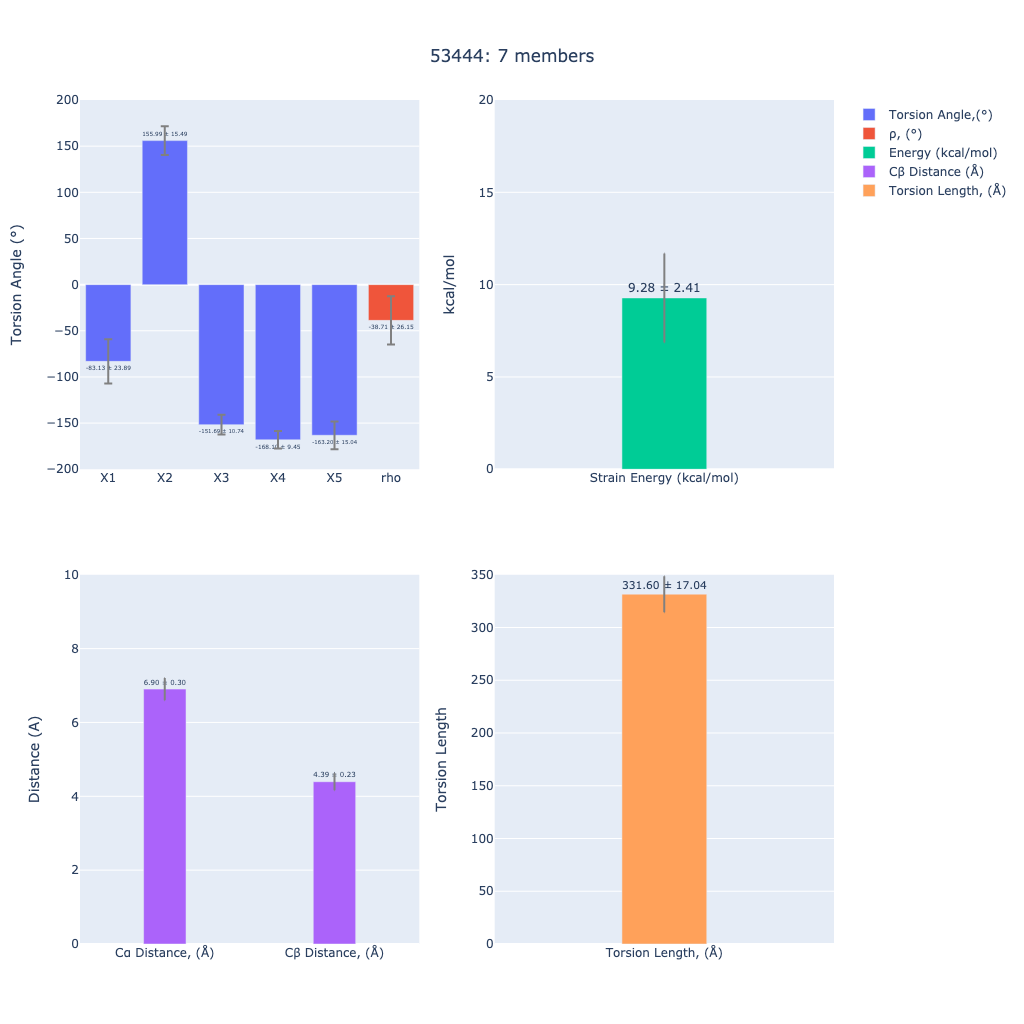 53444: 7 members
Torsion Angle (°)
200
150
100
50
0
−50
−100
−150
−200
-83.13 ± 23.89
155.99 ± 15.49
-151.69 ± 10.74
-163.20 ± 15.04
-38.71 ± 26.15
X1 X2 X3 X4 X5 rho
kcal/mol
20
15
10
5
0
9.28 ± 2.41
Strain Energy (kcal/mol)
Torsion Angle,(°)
ρ, (°)
Energy (kcal/mol)
Cβ Distance (Å)
Torsion Length, (Å)
Distance (A)
10
8
6
4
2
0
6.90 ± 0.30
4.39 ± 0.23
Cα Distance, (Å) Cβ Distance, (Å)
Torsion Length
350
300
250
200
150
100
50
0
331.60 ± 17.04
Torsion Length, (Å)